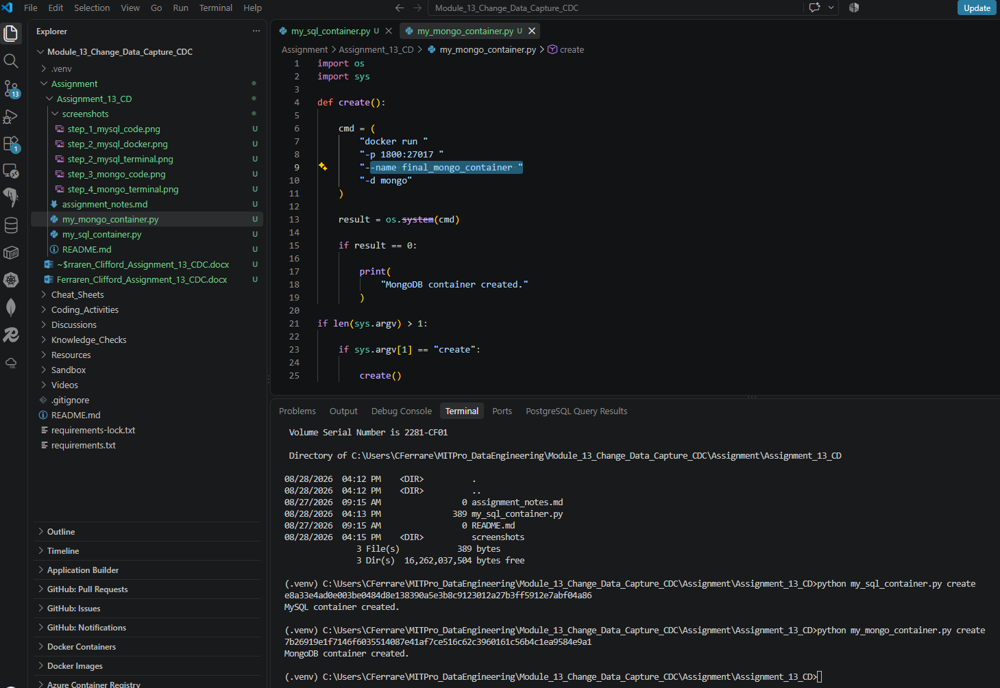 File Edit Selection View Go Run Terminal Help
Module_13_Change_Data_Capture_CDC
Update
Explorer
Module_13_Change_Data_Capture_CDC
.venv
Assignment
Assignment_13_CD
screenshots
step_1_mysql_code.png U
step_2_mysql_docker.png U
step_2_mysql_terminal.png U
step_3_mongo_code.png U
step_4_mongo_terminal.png U
assignment_notes.md U
my_mongo_container.py U
my_sql_container.py U
README.md U
~$rraren_Clifford_Assignment_13_CDC.docx U
Ferraren_Clifford_Assignment_13_CDC.docx U
Cheat_Sheets
Coding_Activities
Discussions
Knowledge_Checks
Resources
Sandbox
Videos
.gitignore
README.md
requirements-lock.txt
requirements.txt
Outline
Timeline
Application Builder
GitHub: Pull Requests
GitHub: Issues
GitHub: Notifications
Docker Containers
Docker Images
Azure Container Registry
13
1
my_sql_container.py U
my_mongo_container.py U
Assignment > Assignment_13_CD > my_mongo_container.py > create
1 import os
2 import sys
3
4 def create():
5
6 cmd = (
7 "docker run "
8 "-p 1800:27017 "
9 "--name final_mongo_container "
10 "-d mongo"
11 )
12
13 result = os.system(cmd)
14
15 if result == 0:
16
17 print(
18 "MongoDB container created."
19 )
20
21 if len(sys.argv) > 1:
22
23 if sys.argv[1] == "create":
24
25 create()
Problems Output Debug Console Terminal Ports PostgreSQL Query Results
Volume Serial Number is 2281-CF01
Directory of C:\Users\CFerrare\MITPro_DataEngineering\Module_13_Change_Data_Capture_CDC\Assignment\Assignment_13_CD
08/28/2026 04:12 PM <DIR> .
08/28/2026 04:12 PM <DIR> ..
08/27/2026 09:15 AM 0 assignment_notes.md
08/28/2026 04:13 PM 389 my_sql_container.py
08/27/2026 09:15 AM 0 README.md
08/28/2026 04:15 PM <DIR> screenshots
3 File(s) 389 bytes
3 Dir(s) 16,262,037,504 bytes free
(.venv) C:\Users\CFerrare\MITPro_DataEngineering\Module_13_Change_Data_Capture_CDC\Assignment\Assignment_13_CD>python my_sql_container.py create
e8a33e4ad0e003be0484d8e138390a5e3b8c9123012a27b3ff5912e7abf04a86
MySQL container created.
(.venv) C:\Users\CFerrare\MITPro_DataEngineering\Module_13_Change_Data_Capture_CDC\Assignment\Assignment_13_CD>python my_mongo_container.py create
7b26919e1f7146f6035514087e41af7ce516c62c3960161c56b4c1ea9584e9a1
MongoDB container created.
(.venv) C:\Users\CFerrare\MITPro_DataEngineering\Module_13_Change_Data_Capture_CDC\Assignment\Assignment_13_CD>